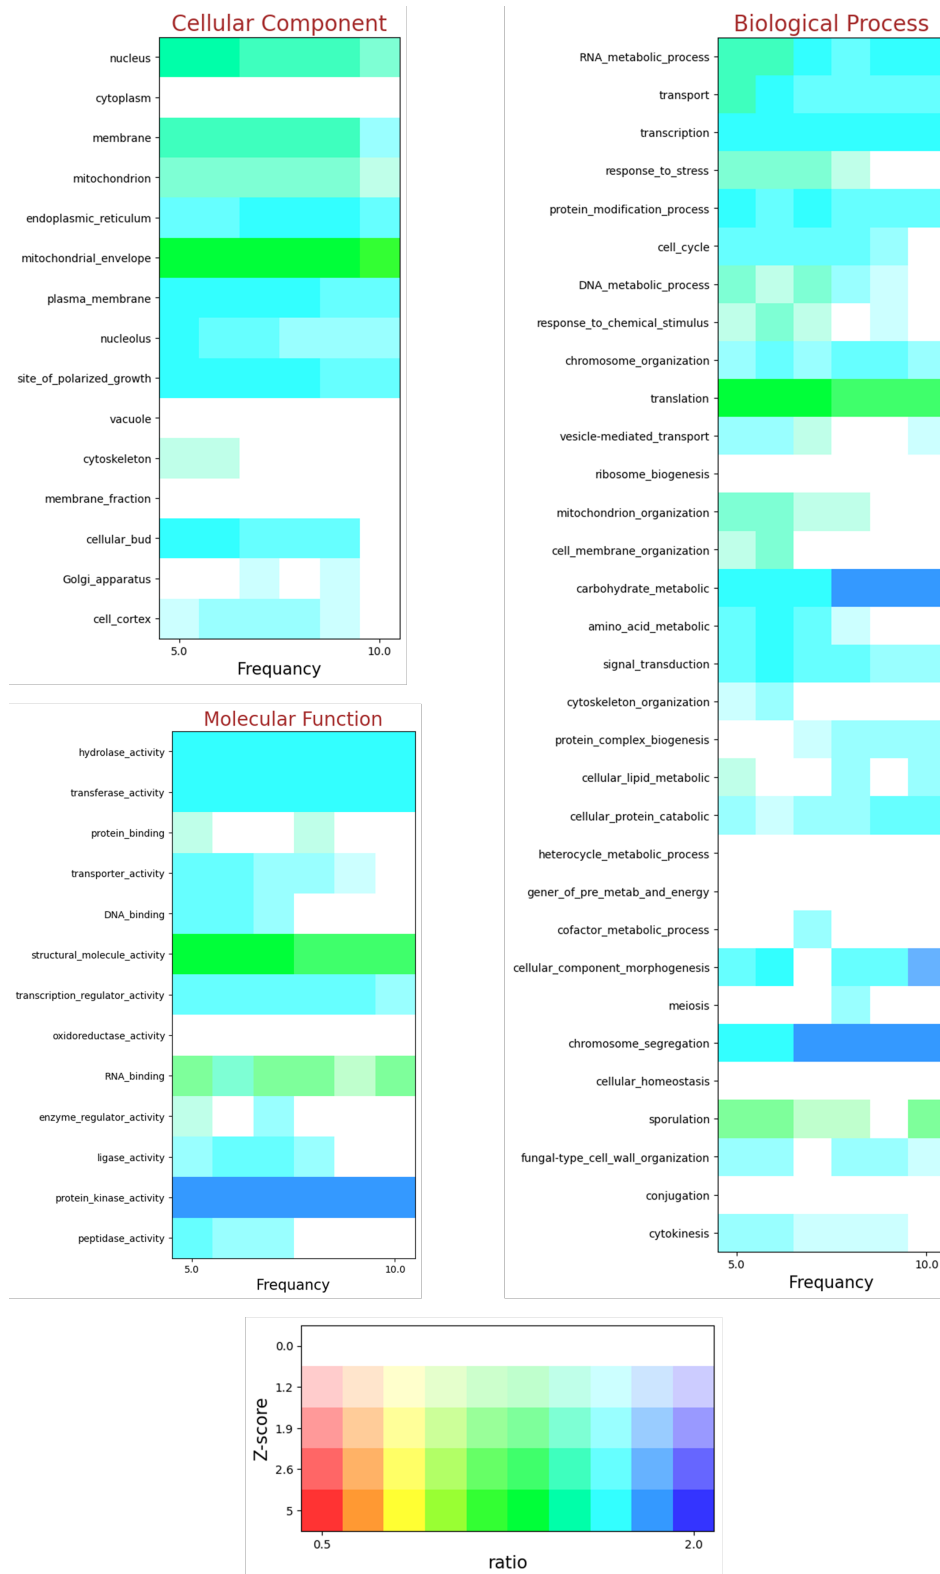 Cellular Component
nucleus
cytoplasm
membrane
mitochondrion
endoplasmic_reticulum
mitochondrial_envelope
plasma_membrane
nucleolus
site_of_polarized_growth
vacuole
cytoskeleton
membrane_fraction
cellular_bud
Golgi_apparatus
cell_cortex
5.0 10.0
Frequancy
Molecular Function
hydrolase_activity
transferase_activity
protein_binding
transporter_activity
DNA_binding
structural_molecule_activity
transcription_regulator_activity
oxidoreductase_activity
RNA_binding
enzyme_regulator_activity
ligase_activity
protein_kinase_activity
peptidase_activity
5.0 10.0
Frequancy
Biological Process
RNA_metabolic_process
transport
transcription
response_to_stress
protein_modification_process
cell_cycle
DNA_metabolic_process
response_to_chemical_stimulus
chromosome_organization
translation
vesicle-mediated_transport
ribosome_biogenesis
mitochondrion_organization
cell_membrane_organization
carbohydrate_metabolic
amino_acid_metabolic
signal_transduction
cytoskeleton_organization
protein_complex_biogenesis
cellular_lipid_metabolic
cellular_protein_catabolic
heterocycle_metabolic_process
gener_of_pre_metab_and_energy
cofactor_metabolic_process
cellular_component_morphogenesis
meiosis
chromosome_segregation
cellular_homeostasis
sporulation
fungal-type_cell_wall_organization
conjugation
cytokinesis
5.0 10.0
Frequancy
Z-score
0.0
1.2
1.9
2.6
5
0.5 2.0
ratio